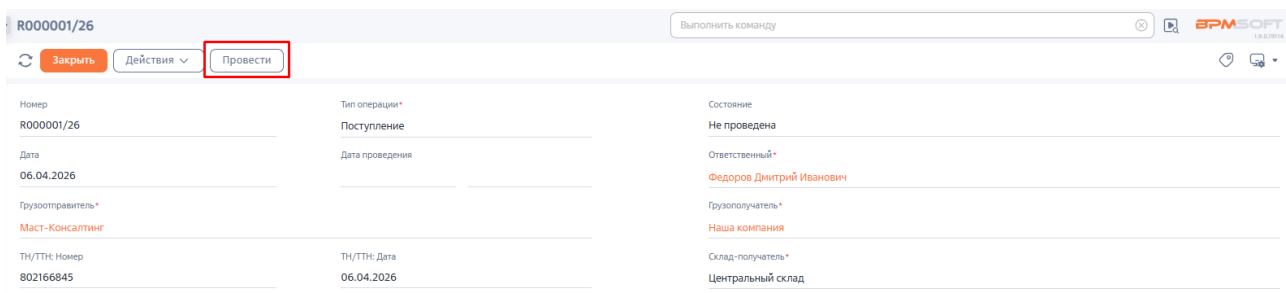 R000001/26
Выполнить команду
BPMSOFT
Закрыть
Действия
Провести
Номер
Тип операции*
Состояние
R000001/26
Поступление
Не проведена
Дата
Дата проведения
Ответственный*
06.04.2026
Федоров Дмитрий Иванович
Грузоотправитель*
Грузополучатель*
Маст-Консалтинг
Наша компания
ТН/ТТН: Номер
ТН/ТТН: Дата
Склад-получатель*
802166845
06.04.2026
Центральный склад